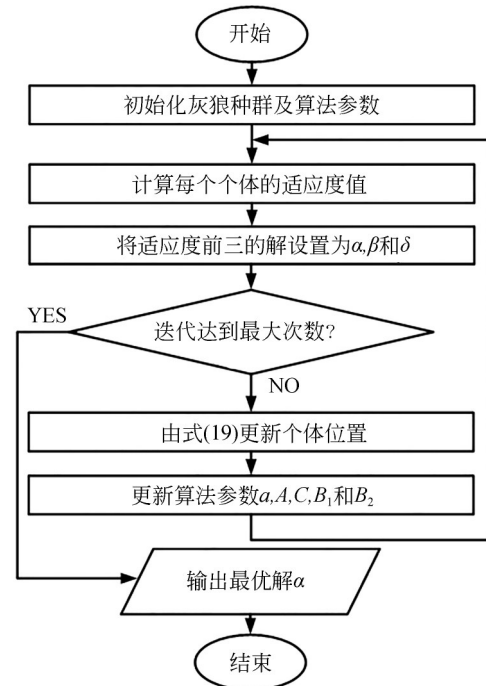 开始
初始化灰狼种群及算法参数
计算每个个体的适应度值
将适应度前三的解设置为α,β和δ
YES
迭代达到最大次数?
NO
由式(19)更新个体位置
更新算法参数a,A,C,B₁和B₂
输出最优解α
结束